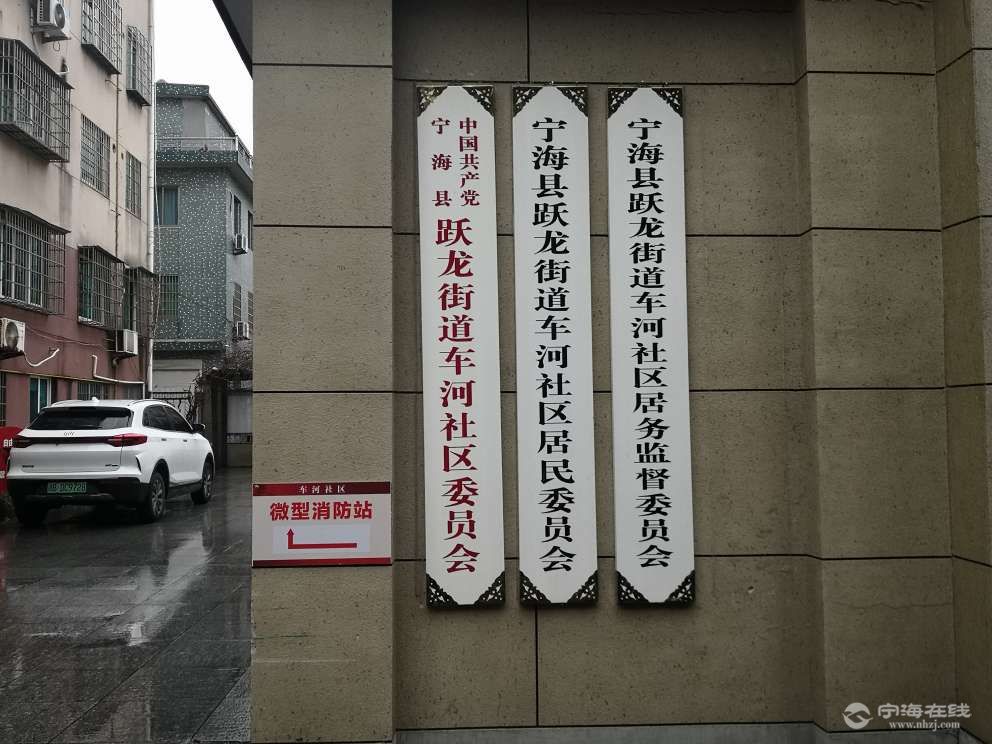 中国共产党
宁海县
跃龙街道车河社区委员会
宁海县跃龙街道车河社区居民委员会
宁海县跃龙街道车河社区居务监督委员会
车河社区
微型消防站
宁海在线
www.nhzj.com